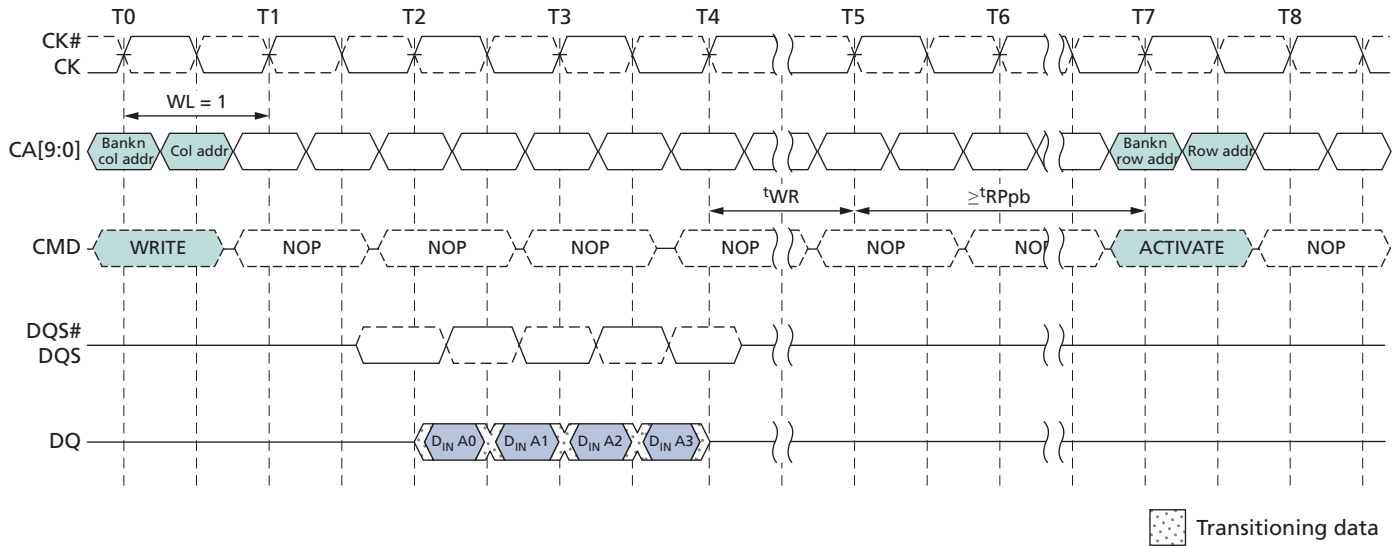 T0 T1 T2 T3 T4 T5 T6 T7 T8
CK#
CK
WL = 1
CA[9:0] Bankn col addr Col addr Bankn row addr Row addr
tWR ≥tRPpb
CMD WRITE NOP NOP NOP NOP NOP NOP ACTIVATE NOP
DQS#
DQS
DQ DIN A0 DIN A1 DIN A2 DIN A3
Transitioning data